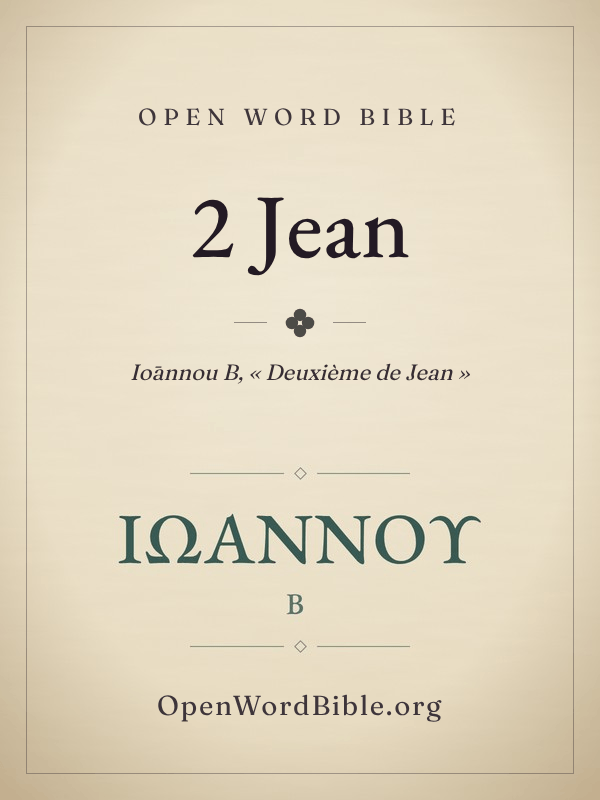 OPEN WORD BIBLE
2 Jean
Ioānnou B, « Deuxième de Jean »
ΙΩΑΝΝΟΥ
Β
OpenWordBible.org